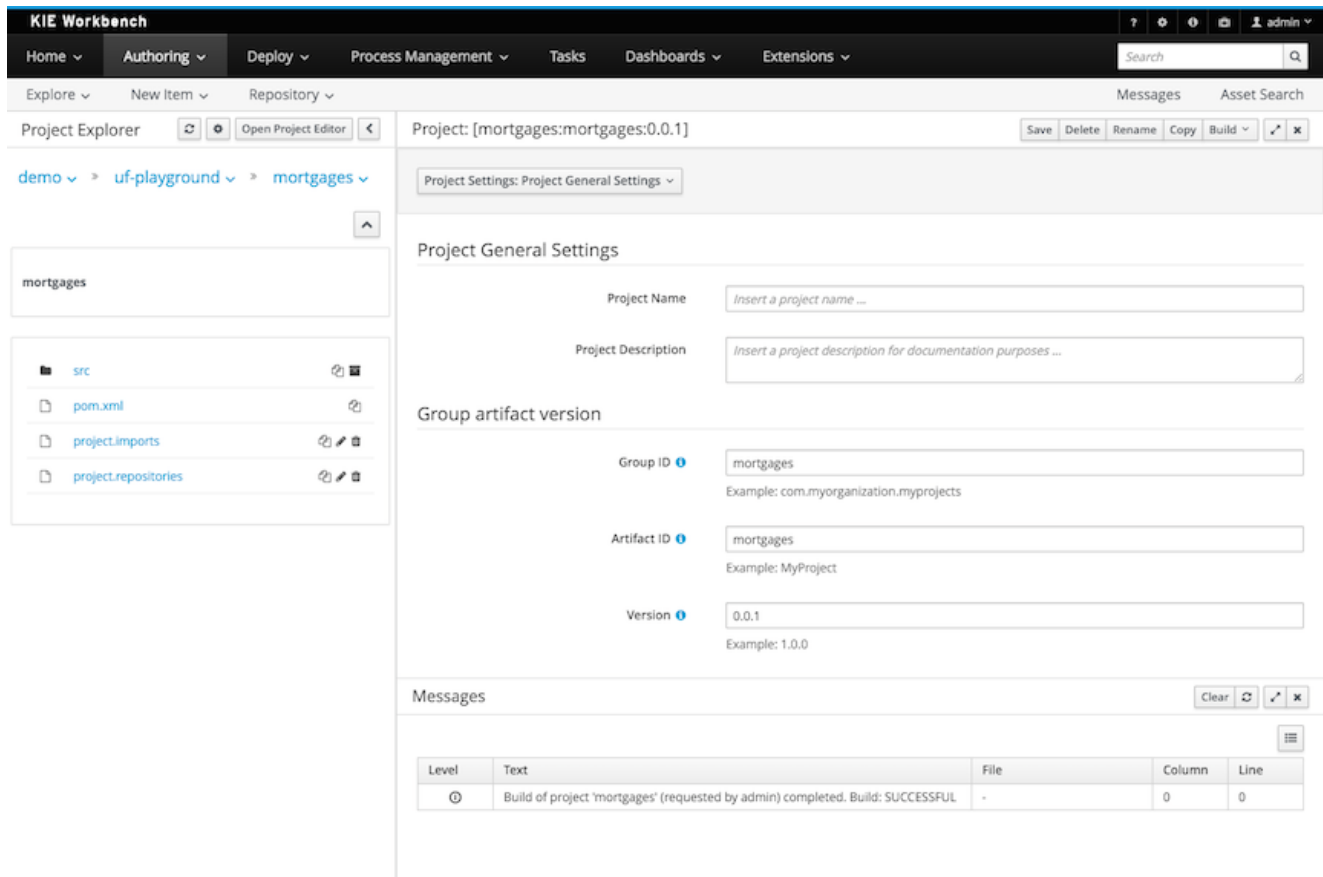 KIE Workbench
? admin
Home Authoring Deploy Process Management Tasks Dashboards Extensions Search
Explore New Item Repository Messages Asset Search
Project Explorer Open Project Editor
Project: [mortgages:mortgages:0.0.1] Save Delete Rename Copy Build
demo » uf-playground » mortgages
mortgages
src
pom.xml
project.imports
project.repositories
Project Settings: Project General Settings
Project General Settings
Project Name Insert a project name ...
Project Description Insert a project description for documentation purposes ...
Group artifact version
Group ID mortgages
Example: com.myorganization.myprojects
Artifact ID mortgages
Example: MyProject
Version 0.0.1
Example: 1.0.0
Messages Clear
Level Text File Column Line
Build of project 'mortgages' (requested by admin) completed. Build: SUCCESSFUL - 0 0